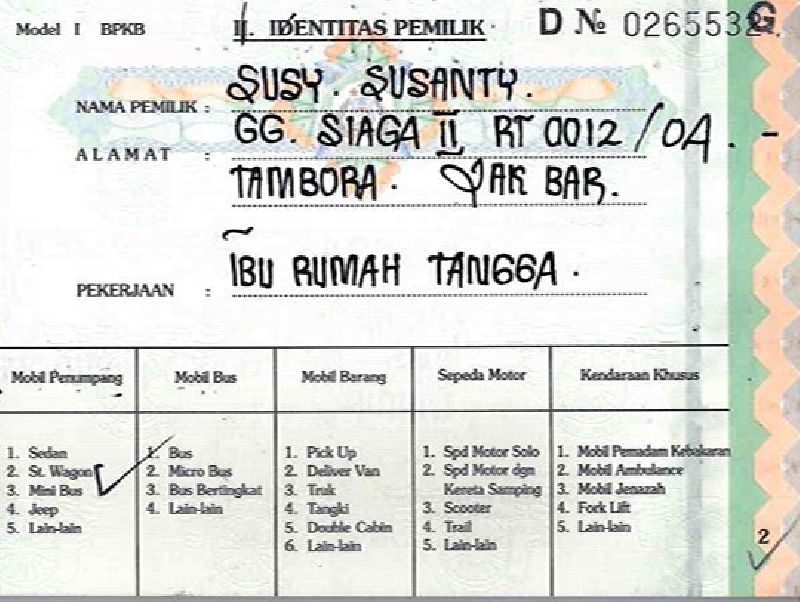 Model I BPKB
II. IDENTITAS PEMILIK
D № 0265532 G
NAMA PEMILIK : SUSY. SUSANTY.
ALAMAT : GG. SIAGA II RT 0012/04. -
TAMBORA. JAK BAR.
PEKERJAAN : IBU RUMAH TANGGA.
Mobil Penumpang
1. Sedan
2. St. Wagon
3. Mini Bus
4. Jeep
5. Lain-lain
Mobil Bus
1. Bus
2. Micro Bus
3. Bus Bertingkat
4. Lain-lain
Mobil Barang
1. Pick Up
2. Deliver Van
3. Truk
4. Tangki
5. Double Cabin
6. Lain-lain
Sepeda Motor
1. Spd Motor Solo
2. Spd Motor dgn
Kereta Samping
3. Scooter
4. Trail
5. Lain-lain
Kendaraan Khusus
1. Mobil Pemadam Kebakaran
2. Mobil Ambulance
3. Mobil Jenazah
4. Fork Lift
5. Lain-lain
2